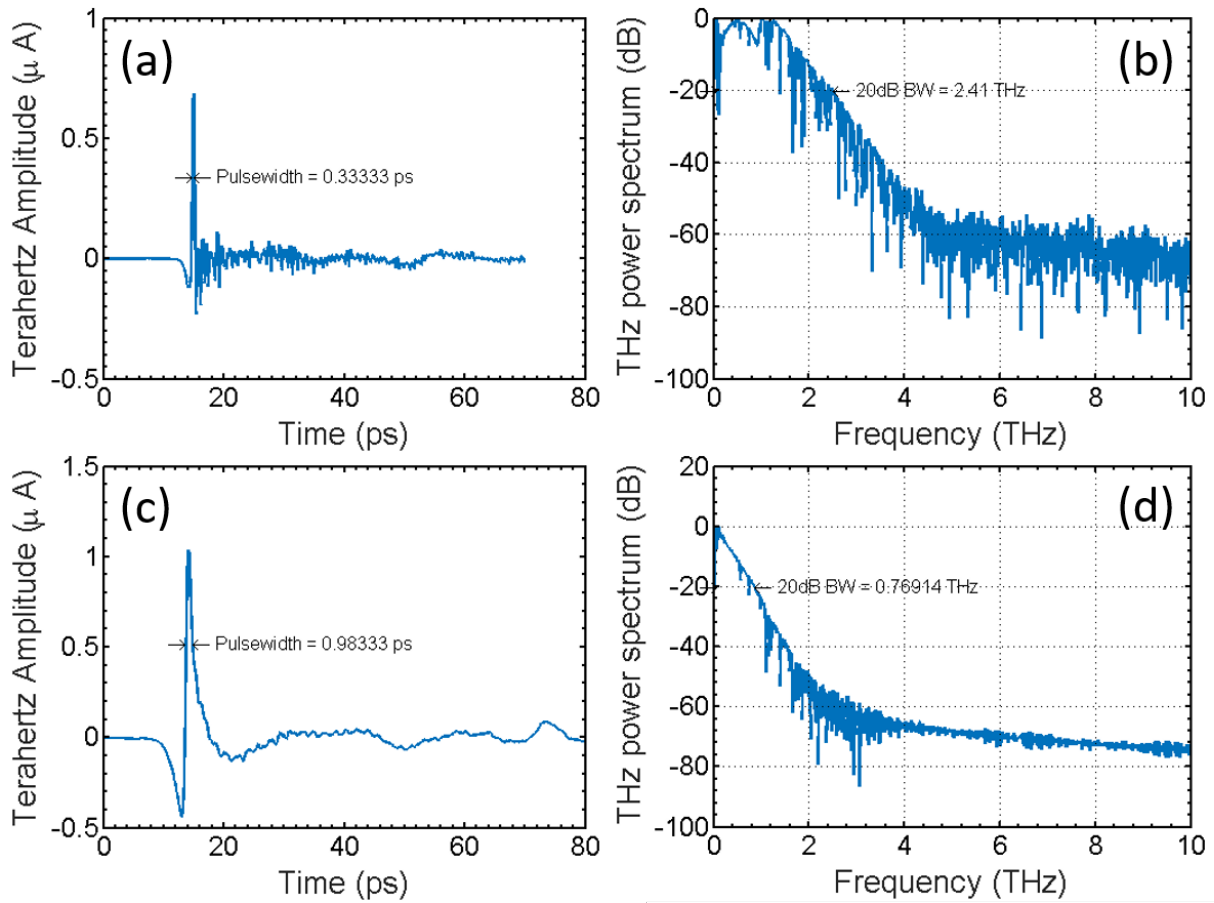 (a)
Terahertz Amplitude (μ A)
1
0.5
0
-0.5
Pulsewidth = 0.33333 ps
0 20 40 60 80
Time (ps)
(b)
THz power spectrum (dB)
0
-20
-40
-60
-80
-100
20dB BW = 2.41 THz
0 2 4 6 8 10
Frequency (THz)
(c)
Terahertz Amplitude (μ A)
1.5
1
0.5
0
-0.5
Pulsewidth = 0.98333 ps
0 20 40 60 80
Time (ps)
(d)
THz power spectrum (dB)
20
0
-20
-40
-60
-80
-100
20dB BW = 0.76914 THz
0 2 4 6 8 10
Frequency (THz)